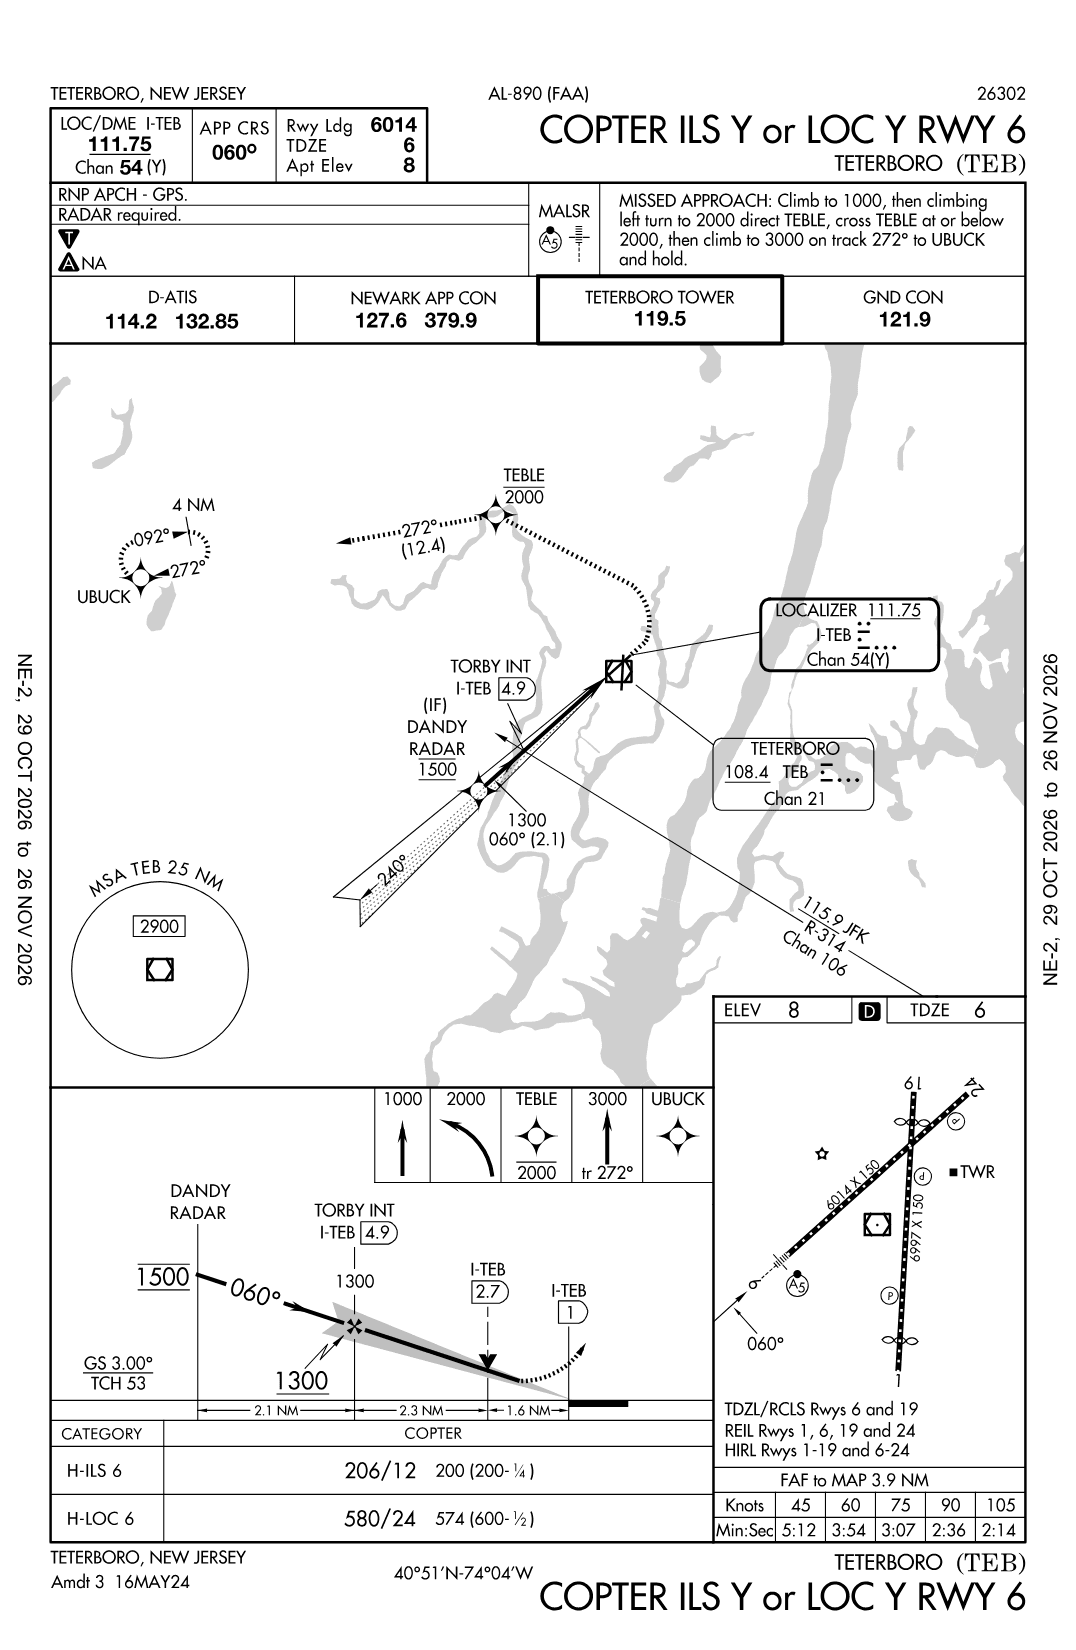 TETERBORO, NEW JERSEY
AL-890 (FAA)
26302
LOC/DME I-TEB
111.75
Chan 54 (Y)
APP CRS
060°
Rwy Ldg 6014
TDZE 6
Apt Elev 8
COPTER ILS Y or LOC Y RWY 6
TETERBORO (TEB)
RNP APCH - GPS.
RADAR required.
T
A NA
MALSR
A5
MISSED APPROACH: Climb to 1000, then climbing
left turn to 2000 direct TEBLE, cross TEBLE at or below
2000, then climb to 3000 on track 272° to UBUCK
and hold.
D-ATIS
114.2 132.85
NEWARK APP CON
127.6 379.9
TETERBORO TOWER
119.5
GND CON
121.9
TEBLE
2000
4 NM
092°
272°
UBUCK
272°
(12.4)
LOCALIZER 111.75
I-TEB
Chan 54(Y)
TORBY INT
I-TEB 4.9
(IF)
DANDY
RADAR
1500
TETERBORO
108.4 TEB
Chan 21
1300
060° (2.1)
240°
MSA TEB 25 NM
2900
115.9 JFK
R-314
Chan 106
NE-2, 29 OCT 2026 to 26 NOV 2026
NE-2, 29 OCT 2026 to 26 NOV 2026
ELEV 8
D
TDZE 6
19
24
P
6014 X 150
TWR
P
6997 X 150
A5
6
P
060°
1
TDZL/RCLS Rwys 6 and 19
REIL Rwys 1, 6, 19 and 24
HIRL Rwys 1-19 and 6-24
FAF to MAP 3.9 NM
Knots 45 60 75 90 105
Min:Sec 5:12 3:54 3:07 2:36 2:14
1000
2000
TEBLE
2000
3000
tr 272°
UBUCK
DANDY
RADAR
TORBY INT
I-TEB 4.9
1500
060°
1300
I-TEB
2.7
I-TEB
1
GS 3.00°
TCH 53
1300
2.1 NM
2.3 NM
1.6 NM
CATEGORY
COPTER
H-ILS 6
206/12 200 (200-¼)
H-LOC 6
580/24 574 (600-½)
TETERBORO, NEW JERSEY
Amdt 3 16MAY24
40°51'N-74°04'W
TETERBORO (TEB)
COPTER ILS Y or LOC Y RWY 6